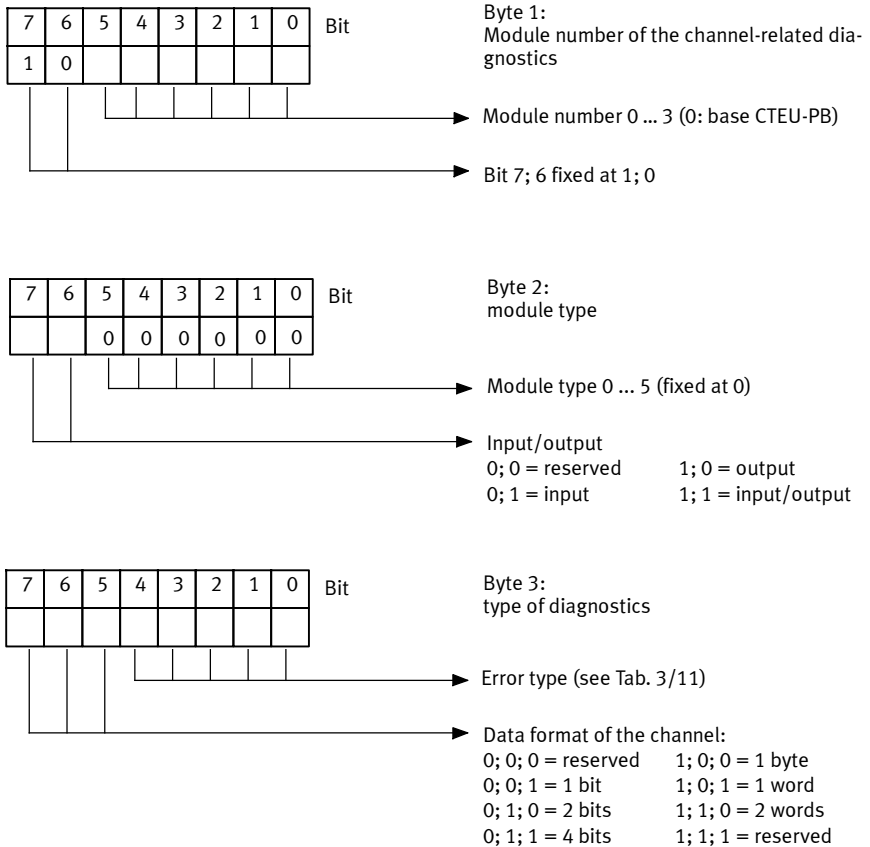 7 6 5 4 3 2 1 0 Bit
1 0
Byte 1:
Module number of the channel-related dia-
gnostics
Module number 0 ... 3 (0: base CTEU-PB)
Bit 7; 6 fixed at 1; 0
7 6 5 4 3 2 1 0 Bit
0 0 0 0 0 0
Byte 2:
module type
Module type 0 ... 5 (fixed at 0)
Input/output
0; 0 = reserved 1; 0 = output
0; 1 = input 1; 1 = input/output
7 6 5 4 3 2 1 0 Bit
Byte 3:
type of diagnostics
Error type (see Tab. 3/11)
Data format of the channel:
0; 0; 0 = reserved 1; 0; 0 = 1 byte
0; 0; 1 = 1 bit 1; 0; 1 = 1 word
0; 1; 0 = 2 bits 1; 1; 0 = 2 words
0; 1; 1 = 4 bits 1; 1; 1 = reserved